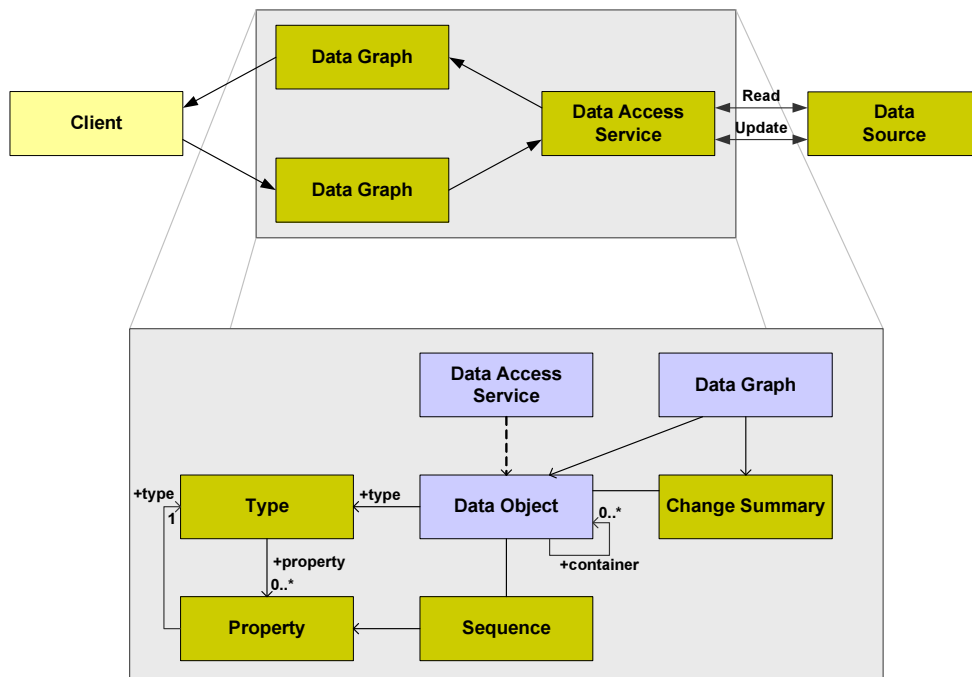 Data Graph
Client
Data Access
Service
Read
Update
Data
Source
Data Graph
Data Access
Service
Data Graph
+type
1
Type
+type
Data Object
0..*
Change Summary
+property
0..*
+container
Property
Sequence